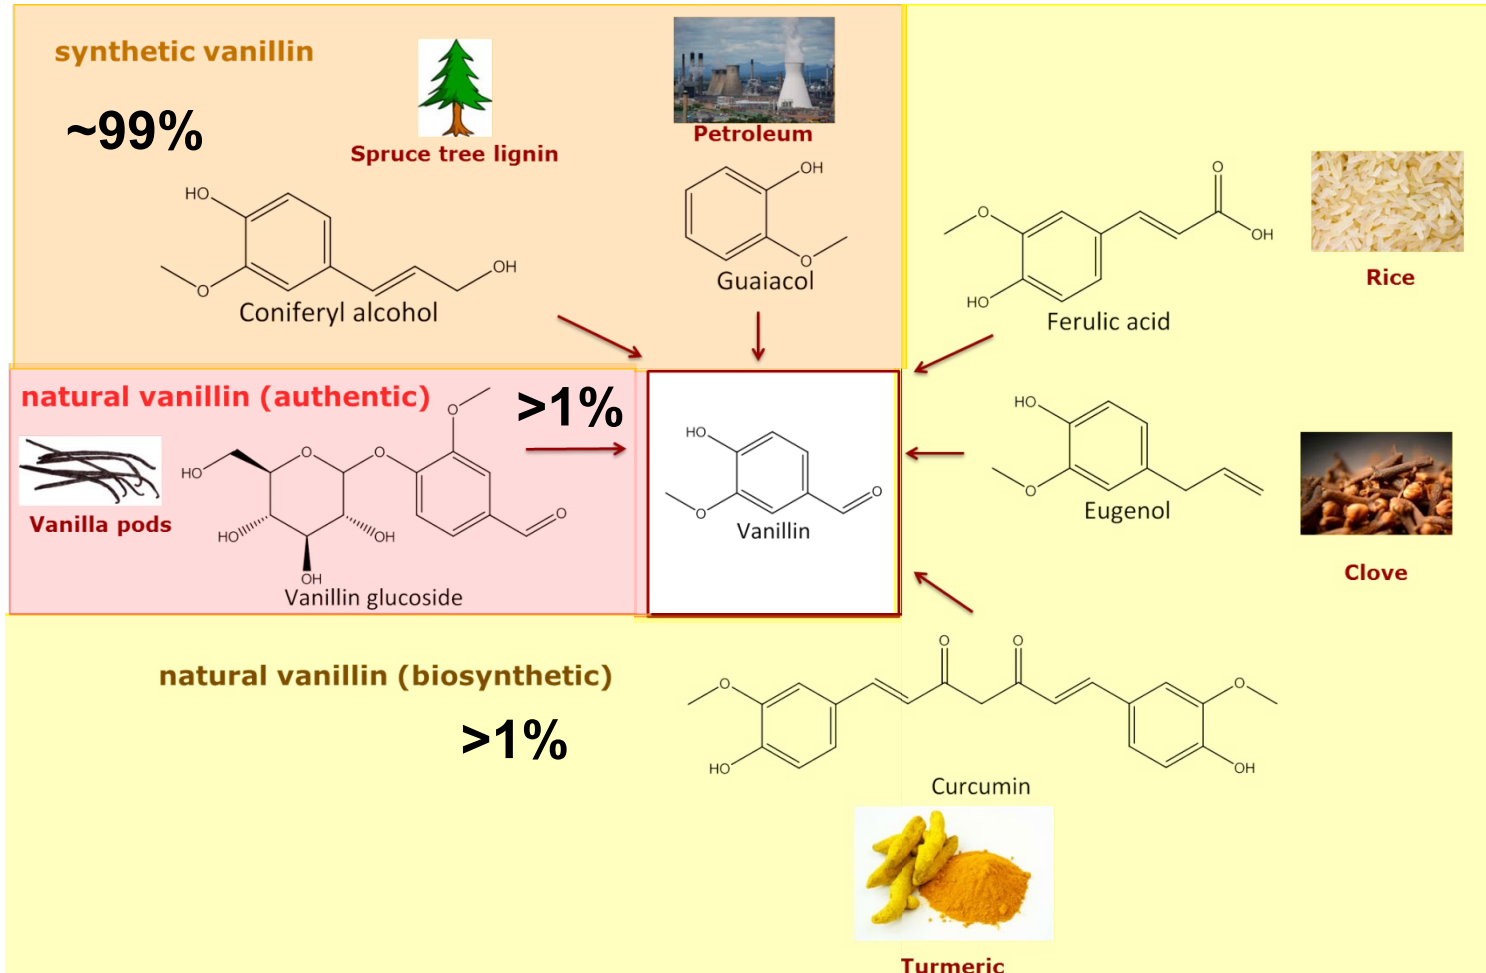 synthetic vanillin
~99%
Spruce tree lignin
Petroleum
HO
O
OH
Coniferyl alcohol
OH
O
Guaiacol
O
O
OH
HO
Ferulic acid
Rice
natural vanillin (authentic)
>1%
Vanilla pods
HO
O
O
O
HO
OH
OH
O
Vanillin glucoside
HO
O
O
Vanillin
HO
O
Eugenol
Clove
natural vanillin (biosynthetic)
>1%
O
O
O
O
HO
OH
Curcumin
Turmeric